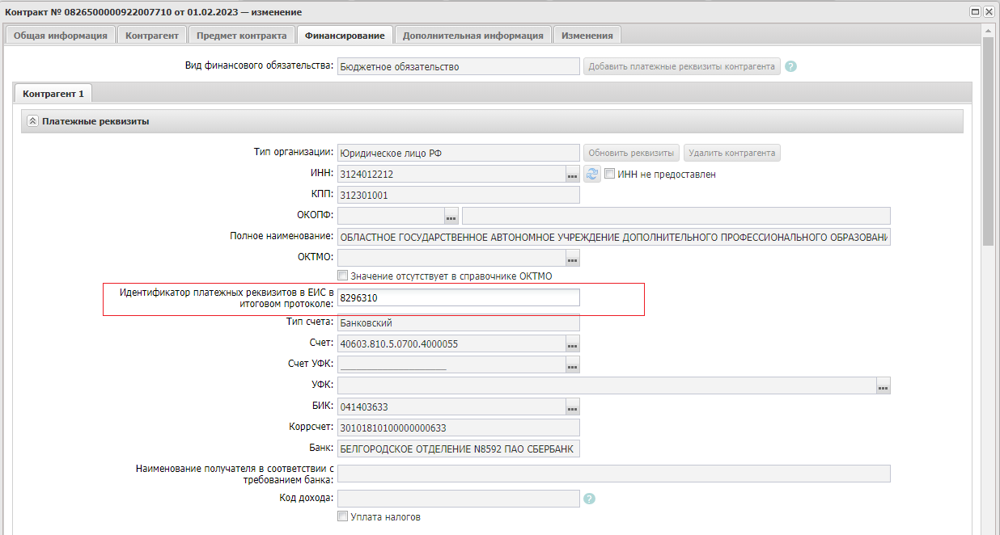 Контракт № 0826500000922007710 от 01.02.2023 — изменение
Общая информация Контрагент Предмет контракта Финансирование Дополнительная информация Изменения
Вид финансового обязательства: Бюджетное обязательство Добавить платежные реквизиты контрагента ?
Контрагент 1
Платежные реквизиты
Тип организации: Юридическое лицо РФ Обновить реквизиты Удалить контрагента
ИНН: 3124012212 ... ИНН не предоставлен
КПП: 312301001
ОКОПФ: ...
Полное наименование: ОБЛАСТНОЕ ГОСУДАРСТВЕННОЕ АВТОНОМНОЕ УЧРЕЖДЕНИЕ ДОПОЛНИТЕЛЬНОГО ПРОФЕССИОНАЛЬНОГО ОБРАЗОВАНИ
ОКТМО: ...
Значение отсутствует в справочнике ОКТМО
Идентификатор платежных реквизитов в ЕИС в
итоговом протоколе: 8296310
Тип счета: Банковский
Счет: 40603.810.5.0700.4000055 ...
Счет УФК: ____________________ ...
УФК: ...
БИК: 041403633 ...
Коррсчет: 30101810100000000633
Банк: БЕЛГОРОДСКОЕ ОТДЕЛЕНИЕ N8592 ПАО СБЕРБАНК
Наименование получателя в соответствии с
требованием банка:
Код дохода: ?
Уплата налогов